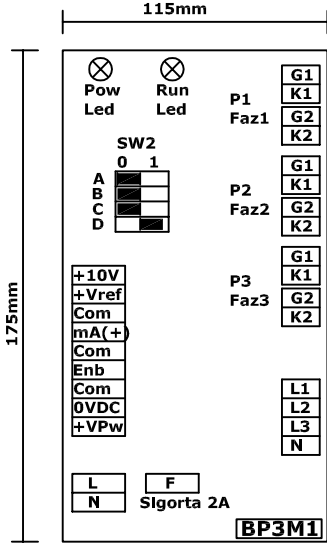 115mm
175mm
Pow
Led
Run
Led
SW2
0 1
A
B
C
D
P1
Faz1
G1
K1
G2
K2
P2
Faz2
G1
K1
G2
K2
P3
Faz3
G1
K1
G2
K2
+10V
+Vref
Com
mA(+)
Com
Enb
Com
0VDC
+VPw
L1
L2
L3
N
L
N
F
SIgorta 2A
BP3M1